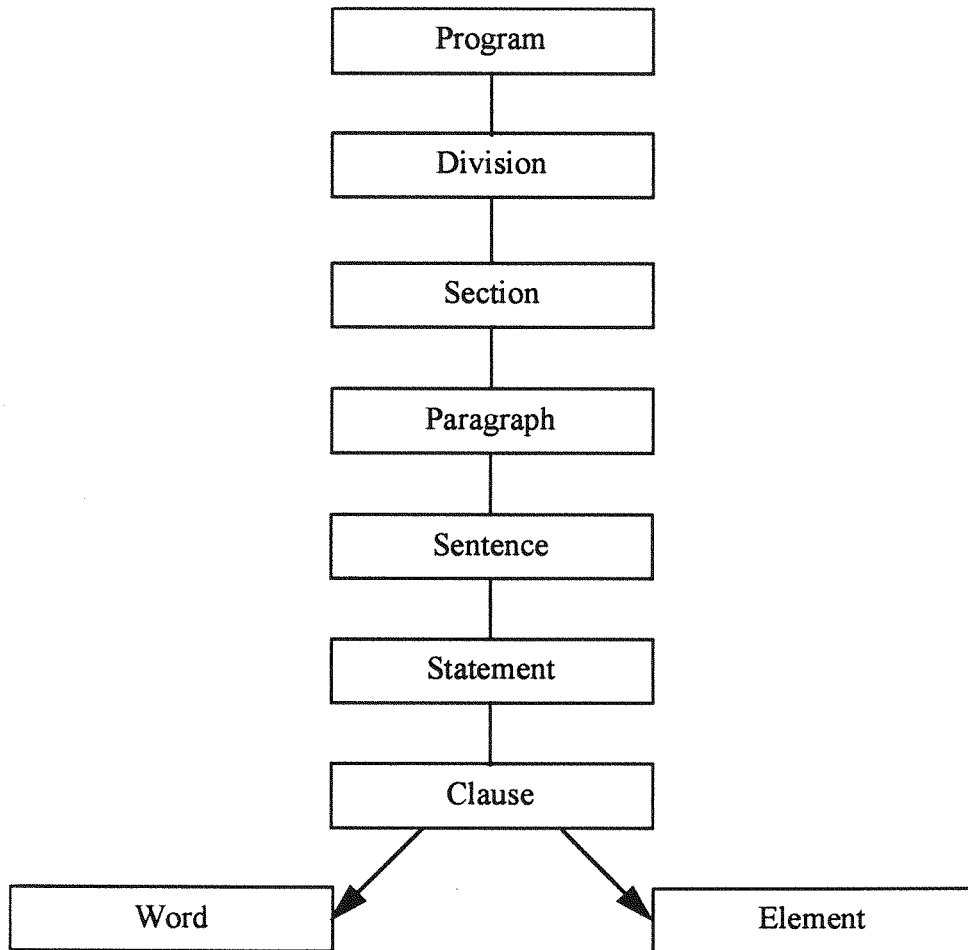 Program
Division
Section
Paragraph
Sentence
Statement
Clause
Word
Element